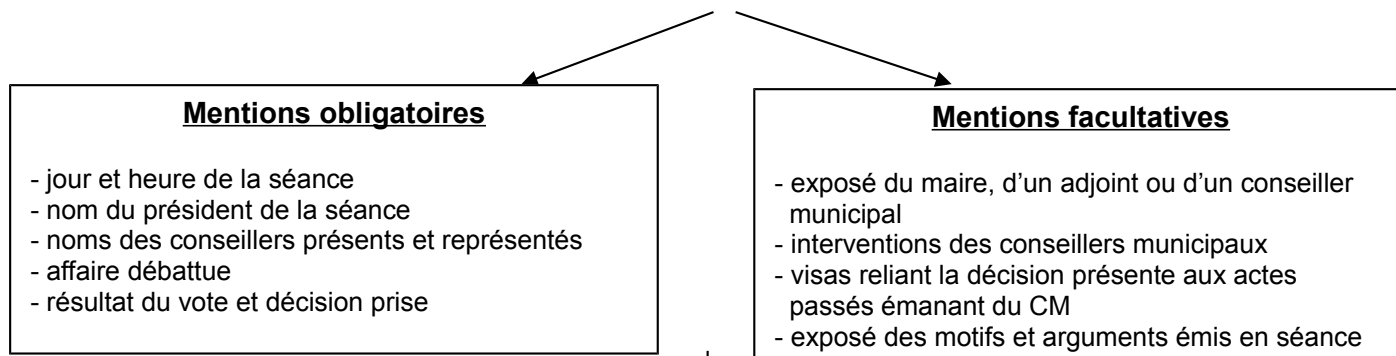 Mentions obligatoires
- jour et heure de la séance
- nom du président de la séance
- noms des conseillers présents et représentés
- affaire débattue
- résultat du vote et décision prise
Mentions facultatives
- exposé du maire, d’un adjoint ou d’un conseiller
municipal
- interventions des conseillers municipaux
- visas reliant la décision présente aux actes
passés émanant du CM
- exposé des motifs et arguments émis en séance